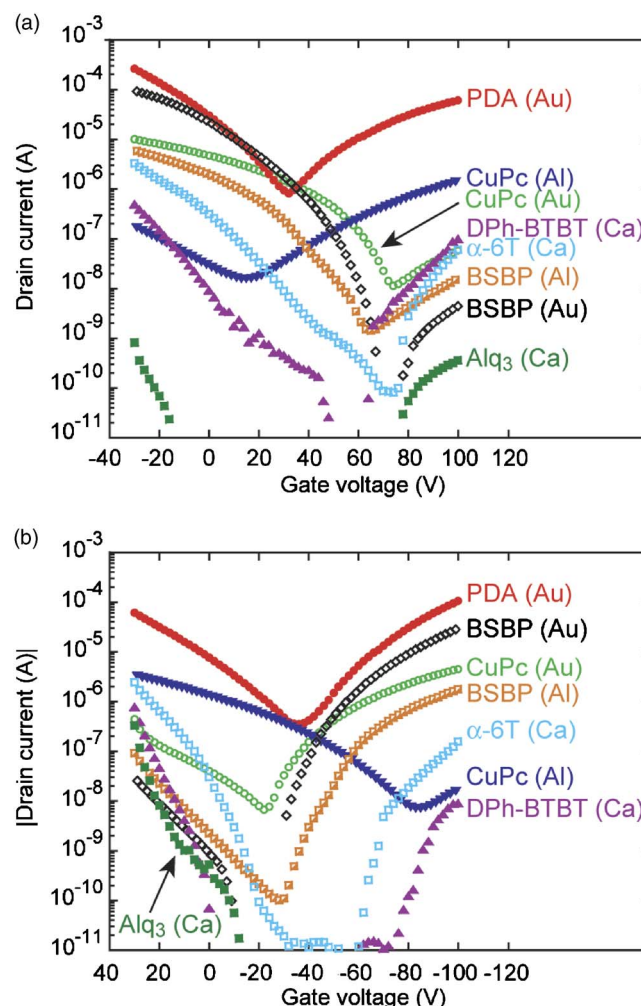 (a)
10⁻³
10⁻⁴
10⁻⁵
10⁻⁶
10⁻⁷
10⁻⁸
10⁻⁹
10⁻¹⁰
10⁻¹¹
Drain current (A)
PDA (Au)
CuPc (Al)
CuPc (Au)
DPh-BTBT (Ca)
α-6T (Ca)
BSBP (Al)
BSBP (Au)
Alq₃ (Ca)
-40 -20 0 20 40 60 80 100 120
Gate voltage (V)
(b)
10⁻³
10⁻⁴
10⁻⁵
10⁻⁶
10⁻⁷
10⁻⁸
10⁻⁹
10⁻¹⁰
10⁻¹¹
|Drain current (A)|
PDA (Au)
BSBP (Au)
CuPc (Au)
BSBP (Al)
α-6T (Ca)
CuPc (Al)
DPh-BTBT (Ca)
Alq₃ (Ca)
40 20 0 -20 -40 -60 -80 -100 -120
Gate voltage (V)